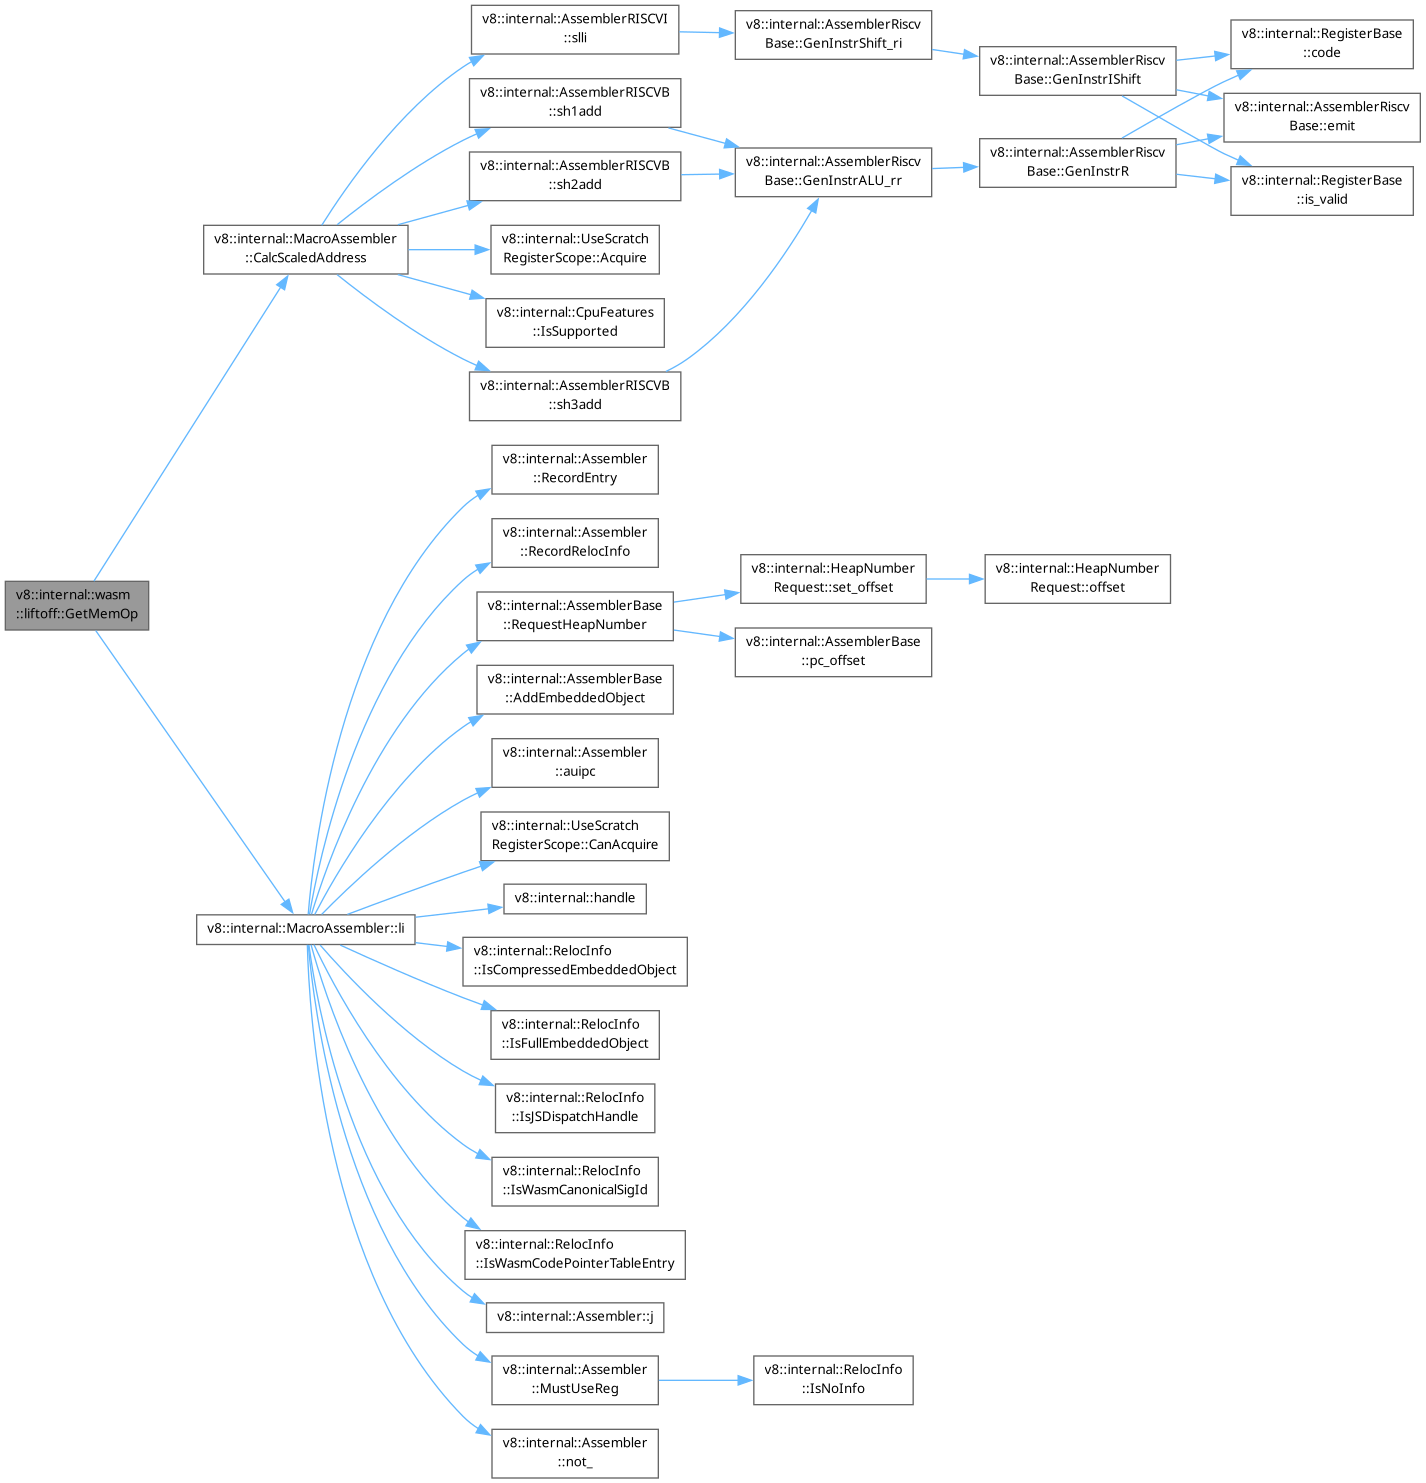 v8::internal::wasm
::liftoff::GetMemOp
v8::internal::MacroAssembler
::CalcScaledAddress
v8::internal::AssemblerRISCVI
::slli
v8::internal::AssemblerRiscv
Base::GenInstrShift_ri
v8::internal::AssemblerRiscv
Base::GenInstrIShift
v8::internal::RegisterBase
::code
v8::internal::AssemblerRiscv
Base::emit
v8::internal::RegisterBase
::is_valid
v8::internal::AssemblerRISCVB
::sh1add
v8::internal::AssemblerRiscv
Base::GenInstrALU_rr
v8::internal::AssemblerRiscv
Base::GenInstrR
v8::internal::AssemblerRISCVB
::sh2add
v8::internal::UseScratch
RegisterScope::Acquire
v8::internal::CpuFeatures
::IsSupported
v8::internal::AssemblerRISCVB
::sh3add
v8::internal::MacroAssembler::li
v8::internal::Assembler
::RecordEntry
v8::internal::Assembler
::RecordRelocInfo
v8::internal::AssemblerBase
::RequestHeapNumber
v8::internal::HeapNumber
Request::set_offset
v8::internal::HeapNumber
Request::offset
v8::internal::AssemblerBase
::pc_offset
v8::internal::AssemblerBase
::AddEmbeddedObject
v8::internal::Assembler
::auipc
v8::internal::UseScratch
RegisterScope::CanAcquire
v8::internal::handle
v8::internal::RelocInfo
::IsCompressedEmbeddedObject
v8::internal::RelocInfo
::IsFullEmbeddedObject
v8::internal::RelocInfo
::IsJSDispatchHandle
v8::internal::RelocInfo
::IsWasmCanonicalSigId
v8::internal::RelocInfo
::IsWasmCodePointerTableEntry
v8::internal::Assembler::j
v8::internal::Assembler
::MustUseReg
v8::internal::RelocInfo
::IsNoInfo
v8::internal::Assembler
::not_